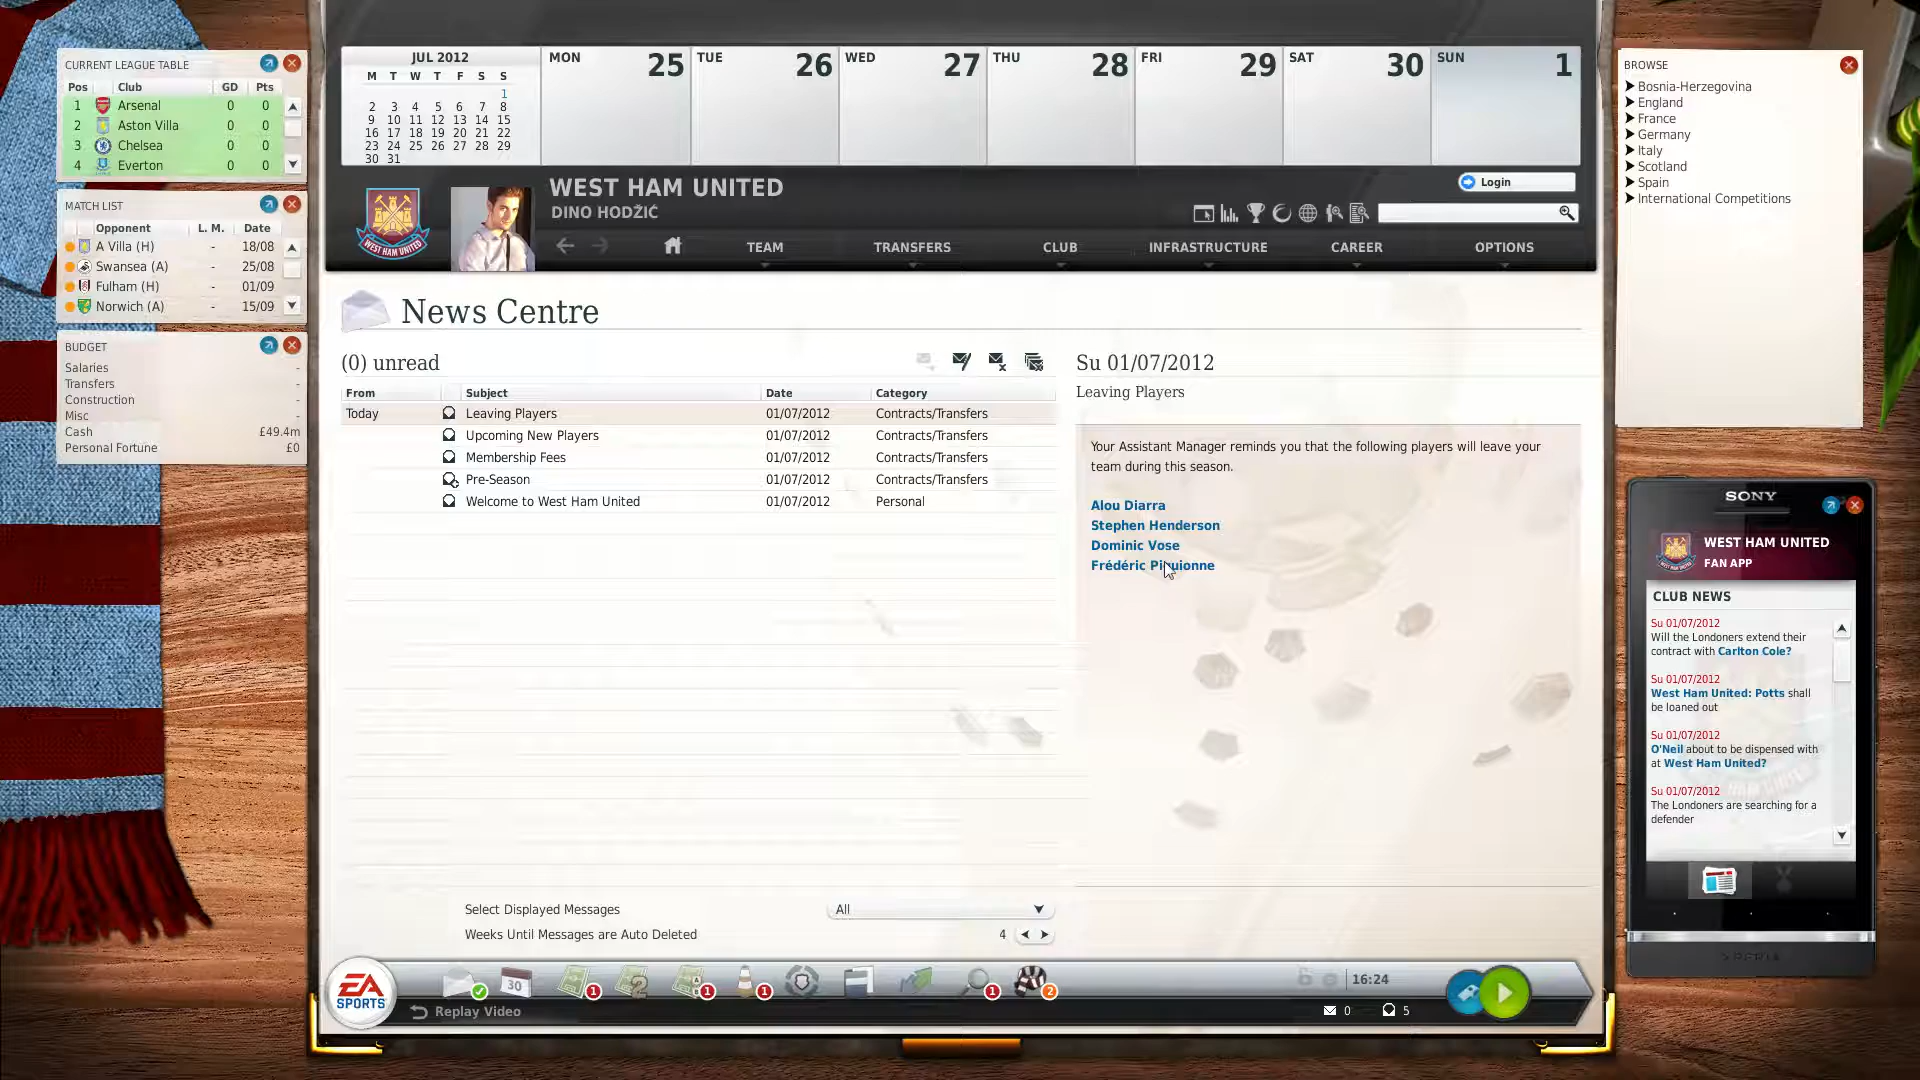 CURRENT LEAGUE TABLE
Pos Club GD Pts
1 Arsenal 0 0
2 Aston Villa 0 0
3 Chelsea 0 0
4 Everton 0 0
MATCH LIST
Opponent L. M. Date
A Villa (H) - 18/08
Swansea (A) - 25/08
Fulham (H) - 01/09
Norwich (A) - 15/09
BUDGET
Salaries -
Transfers -
Construction -
Misc -
Cash £49.4m
Personal Fortune £0
JUL 2012
M T W T F S S
1
2 3 4 5 6 7 8
9 10 11 12 13 14 15
16 17 18 19 20 21 22
23 24 25 26 27 28 29
30 31
MON 25 TUE 26 WED 27 THU 28 FRI 29 SAT 30 SUN 1
WEST HAM UNITED
DINO HODŽIĆ
Login
WEST HAM UNITED
TEAM TRANSFERS CLUB INFRASTRUCTURE CAREER OPTIONS
News Centre
(0) unread
From Subject Date Category
Today Leaving Players 01/07/2012 Contracts/Transfers
Upcoming New Players 01/07/2012 Contracts/Transfers
Membership Fees 01/07/2012 Contracts/Transfers
Pre-Season 01/07/2012 Contracts/Transfers
Welcome to West Ham United 01/07/2012 Personal
Select Displayed Messages All
Weeks Until Messages are Auto Deleted 4
Su 01/07/2012
Leaving Players
Your Assistant Manager reminds you that the following players will leave your
team during this season.
Alou Diarra
Stephen Henderson
Dominic Vose
Frédéric Piquionne
BROWSE
Bosnia-Herzegovina
England
France
Germany
Italy
Scotland
Spain
International Competitions
SONY
WEST HAM UNITED
FAN APP
CLUB NEWS
Su 01/07/2012
Will the Londoners extend their
contract with Carlton Cole?
Su 01/07/2012
West Ham United: Potts shall
be loaned out
Su 01/07/2012
O'Neil about to be dispensed with
at West Ham United?
Su 01/07/2012
The Londoners are searching for a
defender
XPERIA
EA
SPORTS
30 1 2 1 1 1 2
16:24
Replay Video
0 5